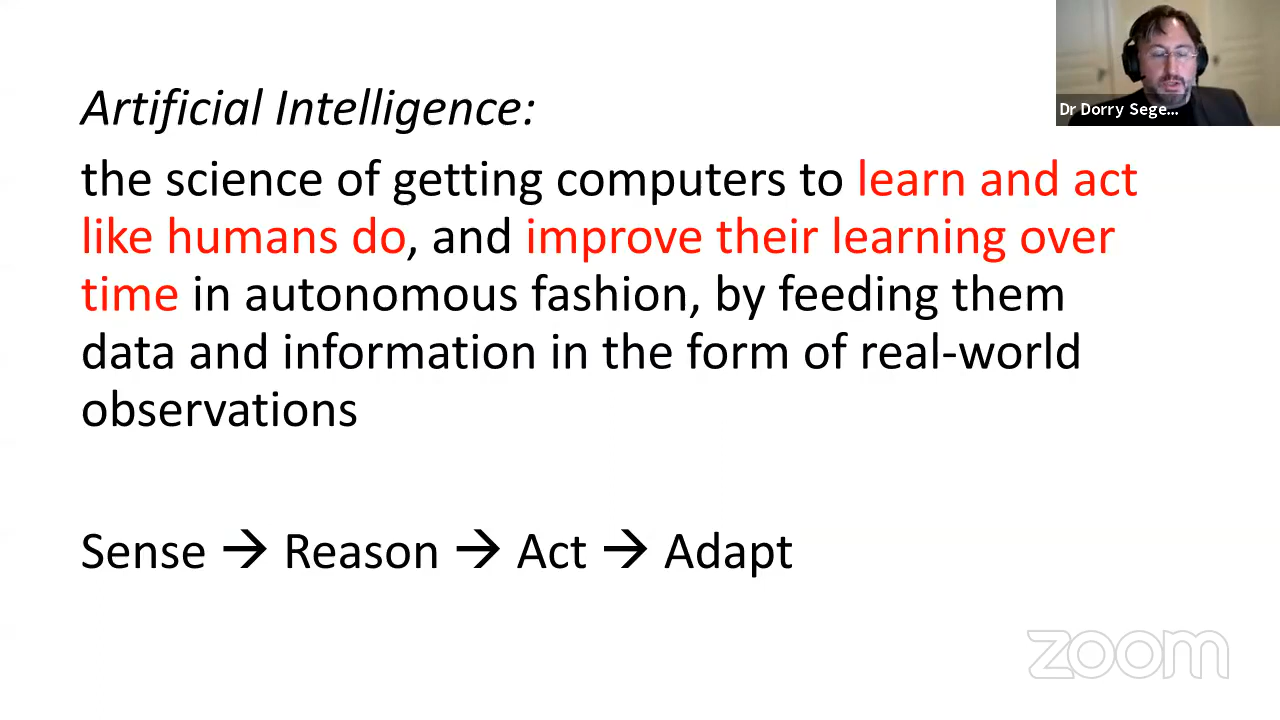 Artificial Intelligence:
the science of getting computers to learn and act
like humans do, and improve their learning over
time in autonomous fashion, by feeding them
data and information in the form of real-world
observations
Sense → Reason → Act → Adapt
Dr Dorry Sege...
zoom